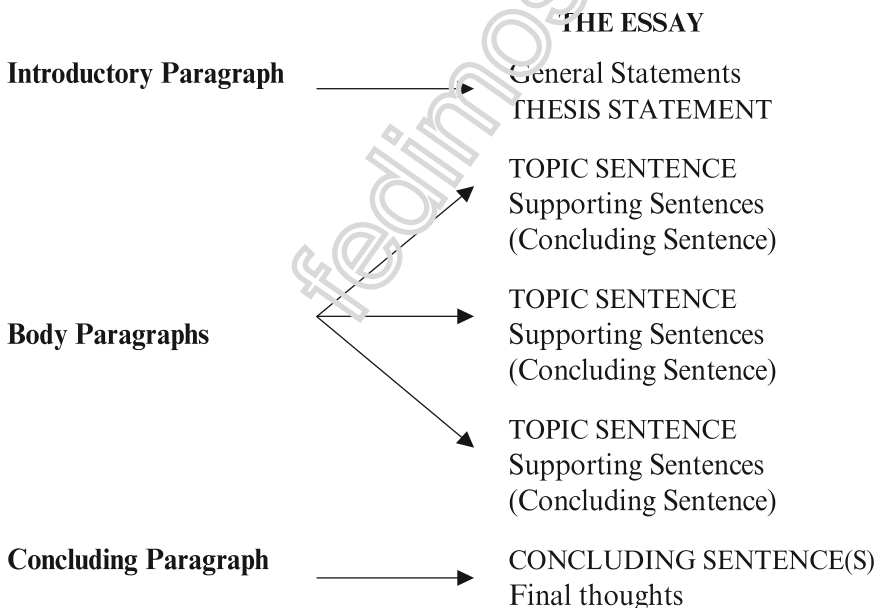 THE ESSAY
Introductory Paragraph
General Statements
THESIS STATEMENT
TOPIC SENTENCE
Supporting Sentences
(Concluding Sentence)
Body Paragraphs
TOPIC SENTENCE
Supporting Sentences
(Concluding Sentence)
TOPIC SENTENCE
Supporting Sentences
(Concluding Sentence)
Concluding Paragraph
CONCLUDING SENTENCE(S)
Final thoughts